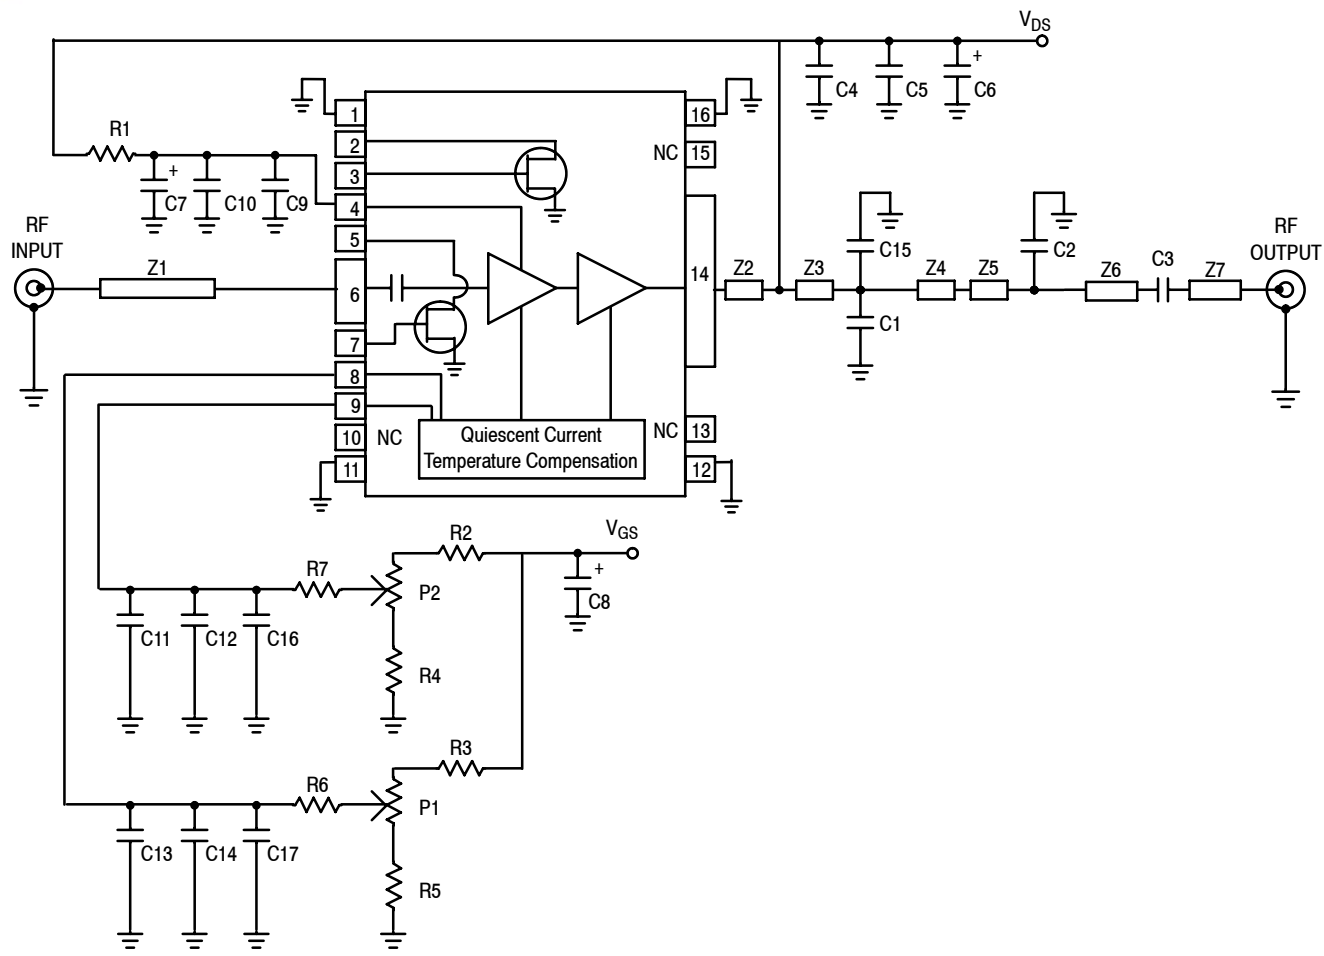 VDS
C4
C5
+
C6
R1
+
C7
C10
C9
1
2
3
4
5
6
7
8
9
10
NC
11
16
NC
15
14
NC
13
12
RF
INPUT
Z1
Quiescent Current
Temperature Compensation
Z2
Z3
C15
C1
Z4
Z5
C2
Z6
C3
Z7
RF
OUTPUT
VGS
R2
+
C8
R7
P2
C11
C12
C16
R4
R3
R6
P1
C13
C14
C17
R5